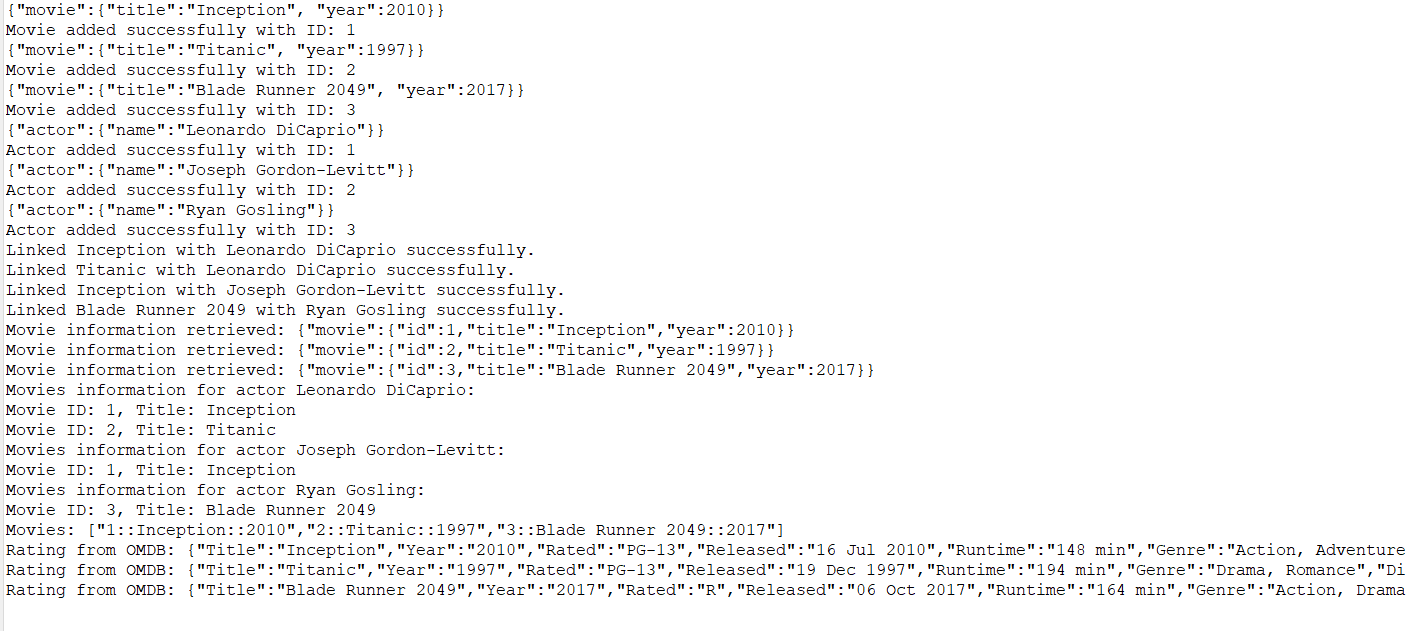 {"movie":{"title":"Inception", "year":2010}}
Movie added successfully with ID: 1
{"movie":{"title":"Titanic", "year":1997}}
Movie added successfully with ID: 2
{"movie":{"title":"Blade Runner 2049", "year":2017}}
Movie added successfully with ID: 3
{"actor":{"name":"Leonardo DiCaprio"}}
Actor added successfully with ID: 1
{"actor":{"name":"Joseph Gordon-Levitt"}}
Actor added successfully with ID: 2
{"actor":{"name":"Ryan Gosling"}}
Actor added successfully with ID: 3
Linked Inception with Leonardo DiCaprio successfully.
Linked Titanic with Leonardo DiCaprio successfully.
Linked Inception with Joseph Gordon-Levitt successfully.
Linked Blade Runner 2049 with Ryan Gosling successfully.
Movie information retrieved: {"movie":{"id":1,"title":"Inception","year":2010}}
Movie information retrieved: {"movie":{"id":2,"title":"Titanic","year":1997}}
Movie information retrieved: {"movie":{"id":3,"title":"Blade Runner 2049","year":2017}}
Movies information for actor Leonardo DiCaprio:
Movie ID: 1, Title: Inception
Movie ID: 2, Title: Titanic
Movies information for actor Joseph Gordon-Levitt:
Movie ID: 1, Title: Inception
Movies information for actor Ryan Gosling:
Movie ID: 3, Title: Blade Runner 2049
Movies: ["1::Inception::2010","2::Titanic::1997","3::Blade Runner 2049::2017"]
Rating from OMDB: {"Title":"Inception","Year":"2010","Rated":"PG-13","Released":"16 Jul 2010","Runtime":"148 min","Genre":"Action, Adventure
Rating from OMDB: {"Title":"Titanic","Year":"1997","Rated":"PG-13","Released":"19 Dec 1997","Runtime":"194 min","Genre":"Drama, Romance","Di
Rating from OMDB: {"Title":"Blade Runner 2049","Year":"2017","Rated":"R","Released":"06 Oct 2017","Runtime":"164 min","Genre":"Action, Drama